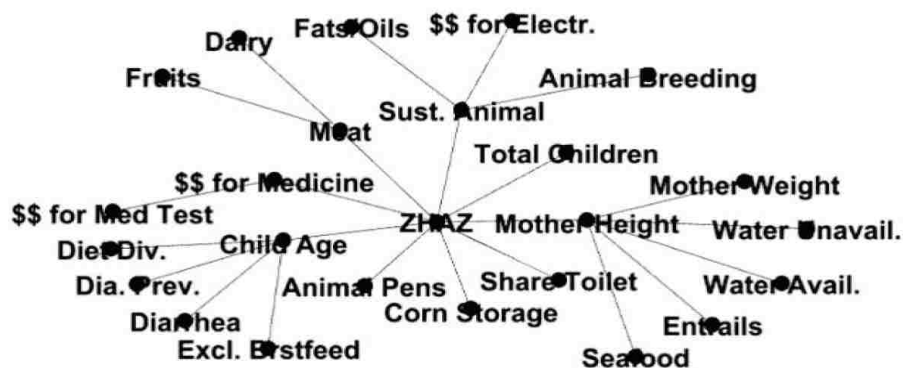 Fats/Oils
$$ for Electr.
Dairy
Fruits
Animal Breeding
Sust. Animal
Meat
Total Children
$$ for Medicine
Mother Weight
$$ for Med Test
ZHAZ
Mother Height
Water Unavail.
Diet Div.
Child Age
Dia. Prev.
Animal Pens
Share Toilet
Water Avail.
Corn Storage
Diarrhea
Entrails
Excl. Brstfeed
Seafood